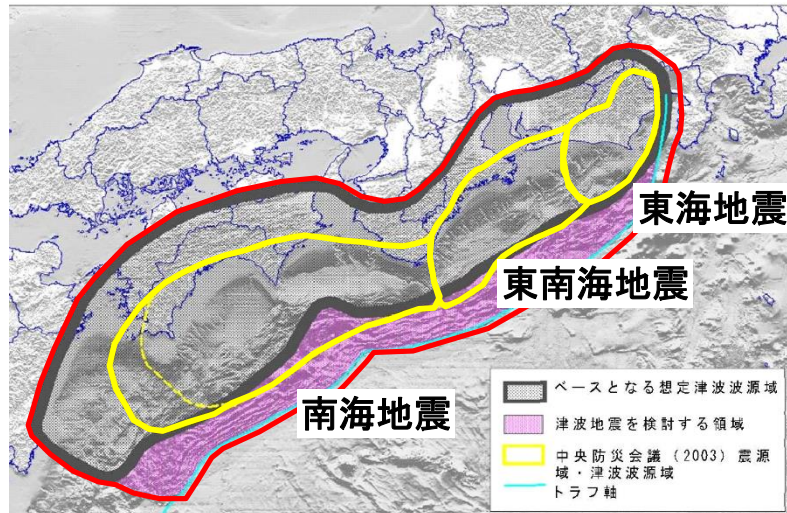 東海地震
東南海地震
南海地震
ベースとなる想定津波波源域
津波地震を検討する領域
中央防災会議（2003）震源
域・津波波源域
トラフ軸